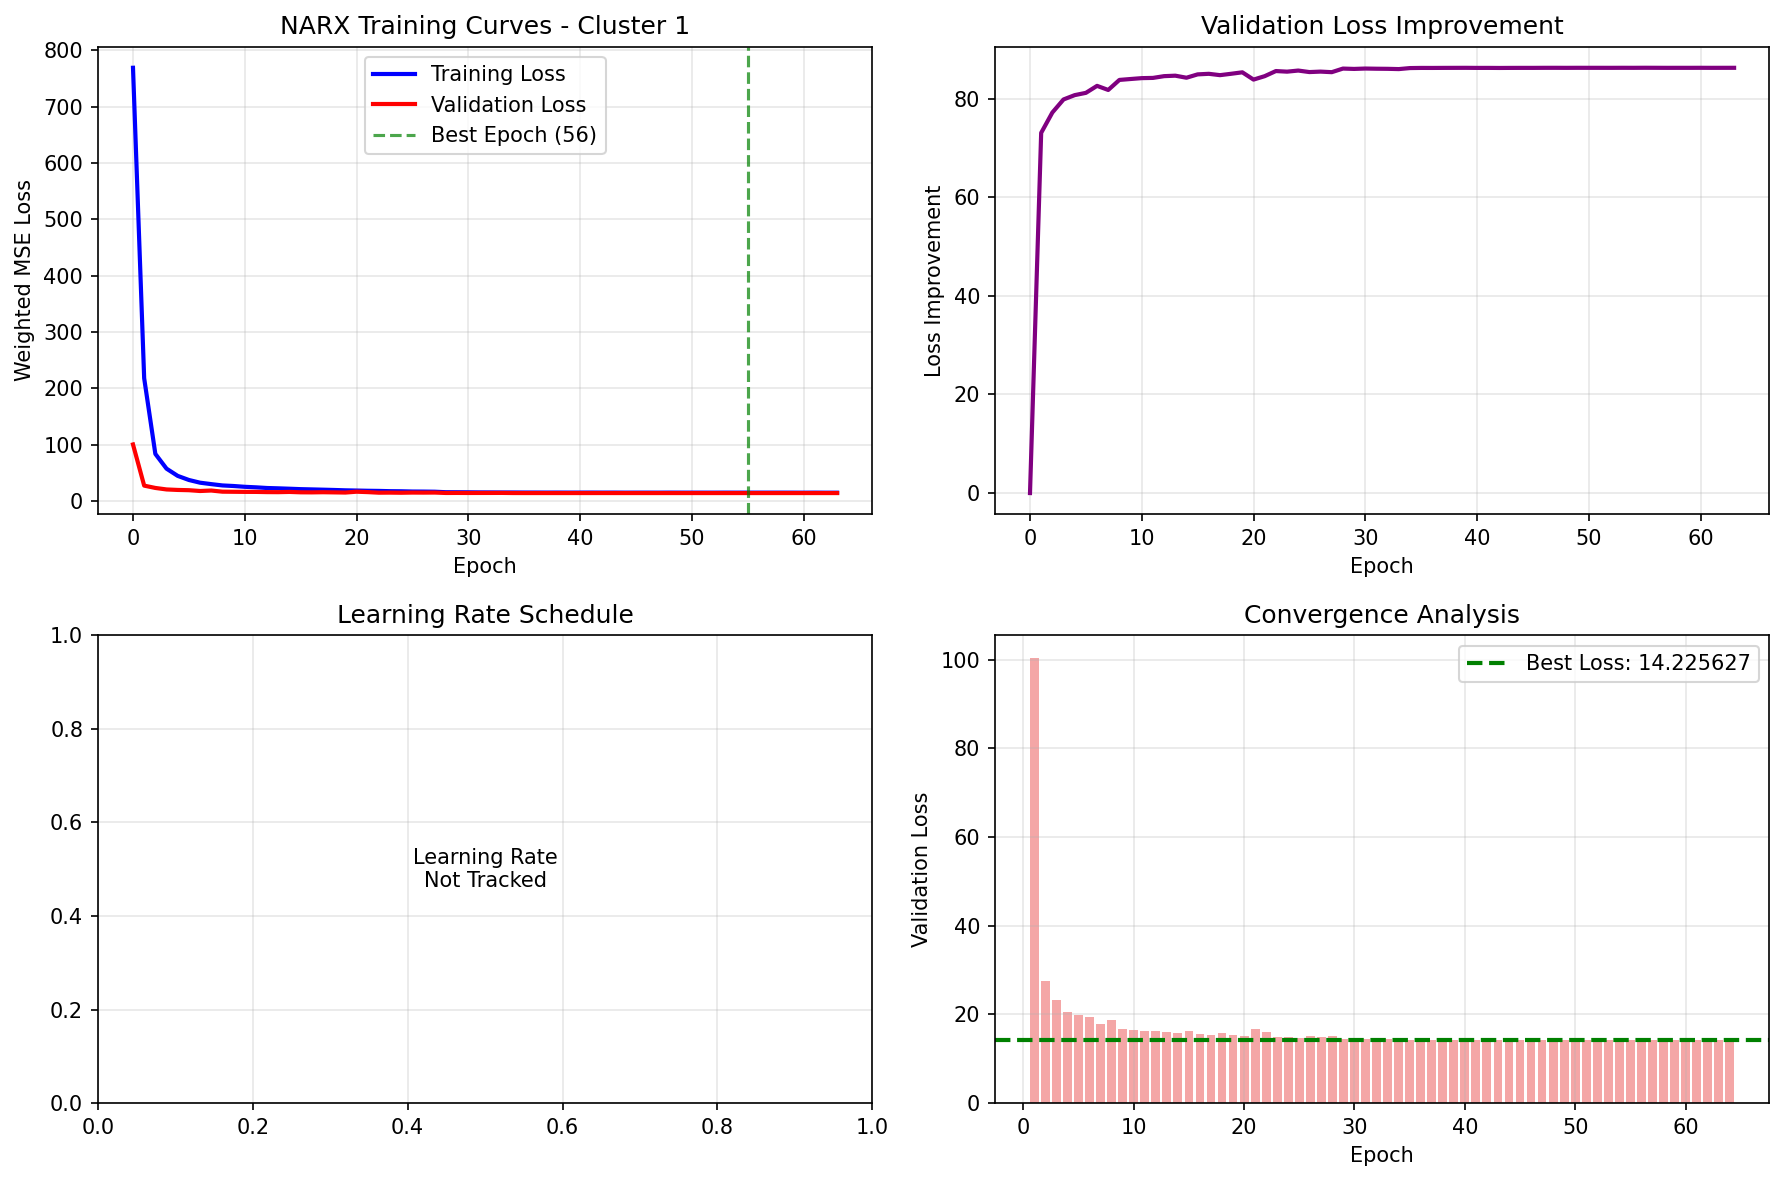 NARX Training Curves - Cluster 1
800
700
600
500
400
300
200
100
0
Weighted MSE Loss
Training Loss
Validation Loss
Best Epoch (56)
0 10 20 30 40 50 60
Epoch
Validation Loss Improvement
80
60
40
20
0
Loss Improvement
0 10 20 30 40 50 60
Epoch
Learning Rate Schedule
1.0
0.8
0.6
0.4
0.2
0.0
Learning Rate
Not Tracked
0.0 0.2 0.4 0.6 0.8 1.0
Convergence Analysis
100
80
60
40
20
0
Validation Loss
Best Loss: 14.225627
0 10 20 30 40 50 60
Epoch